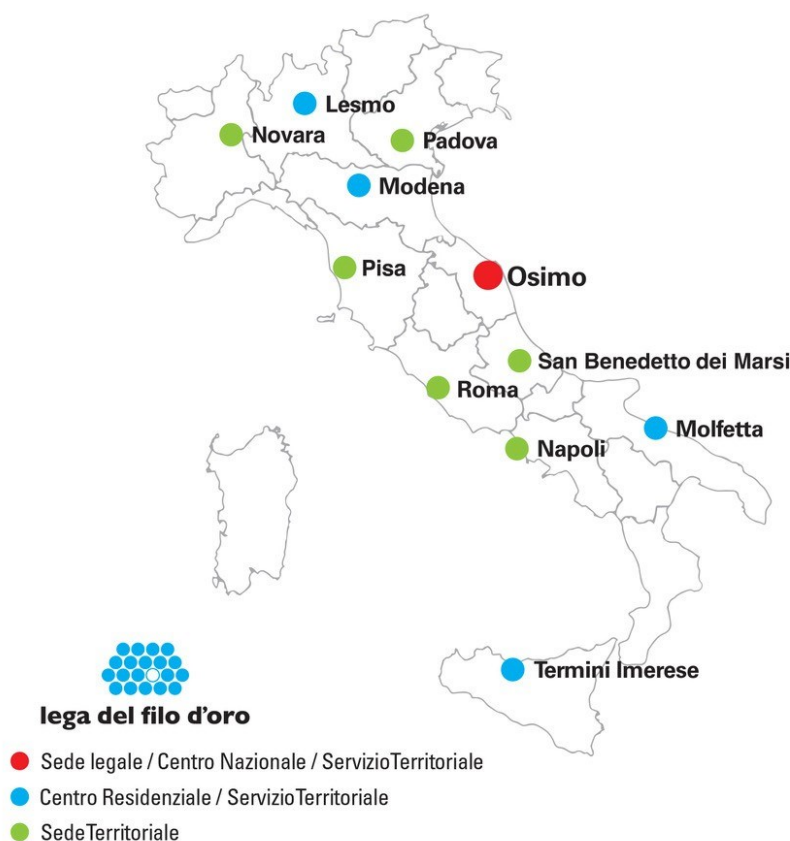 Lesmo
Novara
Padova
Modena
Pisa
Osimo
San Benedetto dei Marsi
Roma
Molfetta
Napoli
Termini Imerese
lega del filo d'oro
Sede legale / Centro Nazionale / ServizioTerritoriale
Centro Residenziale / ServizioTerritoriale
SedeTerritoriale